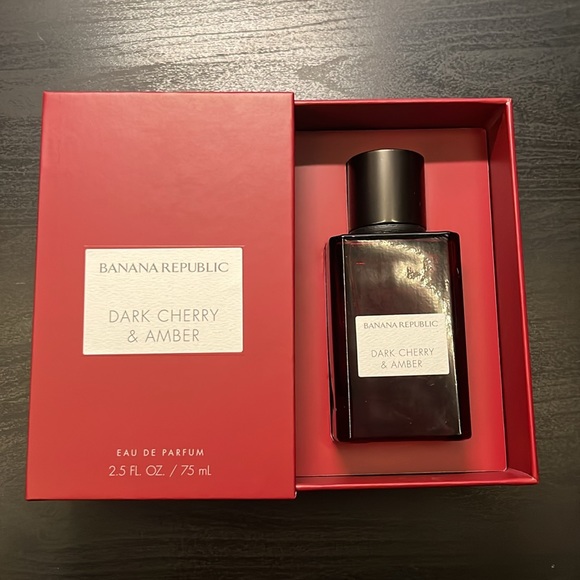 BANANA REPUBLIC
DARK CHERRY
& AMBER
EAU DE PARFUM
2.5 FL. OZ. / 75 mL
BANANA REPUBLIC
DARK CHERRY
& AMBER